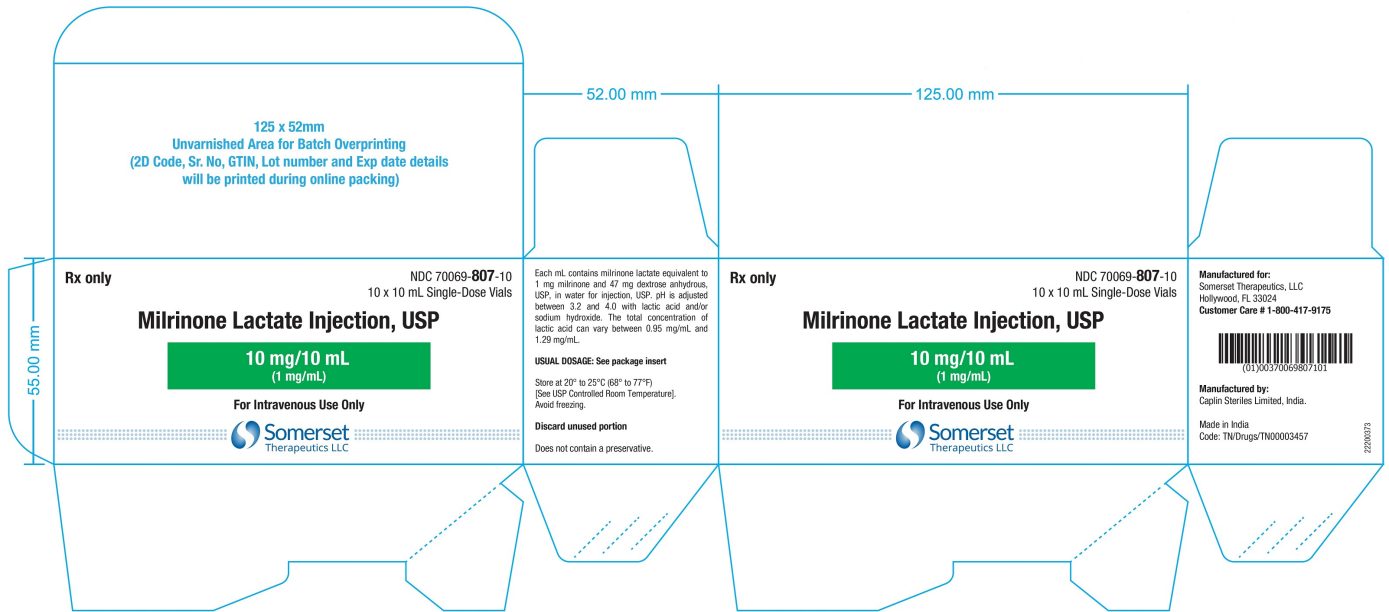 52.00 mm
125.00 mm
125 x 52mm
Unvarnished Area for Batch Overprinting
(2D Code, Sr. No, GTIN, Lot number and Exp date details
will be printed during online packing)
55.00 mm
Rx only
NDC 70069-807-10
10 x 10 mL Single-Dose Vials
Milrinone Lactate Injection, USP
10 mg/10 mL
(1 mg/mL)
For Intravenous Use Only
Somerset
Therapeutics LLC
Each mL contains milrinone lactate equivalent to
1 mg milrinone and 47 mg dextrose anhydrous,
USP, in water for injection, USP. pH is adjusted
between 3.2 and 4.0 with lactic acid and/or
sodium hydroxide. The total concentration of
lactic acid can vary between 0.95 mg/mL and
1.29 mg/mL.
USUAL DOSAGE: See package insert
Store at 20° to 25°C (68° to 77°F)
[See USP Controlled Room Temperature].
Avoid freezing.
Discard unused portion
Does not contain a preservative.
Rx only
NDC 70069-807-10
10 x 10 mL Single-Dose Vials
Milrinone Lactate Injection, USP
10 mg/10 mL
(1 mg/mL)
For Intravenous Use Only
Somerset
Therapeutics LLC
Manufactured for:
Somerset Therapeutics, LLC
Hollywood, FL 33024
Customer Care # 1-800-417-9175
(01)00370069807101
Manufactured by:
Caplin Steriles Limited, India.
Made in India
Code: TN/Drugs/TN00003457
22200373